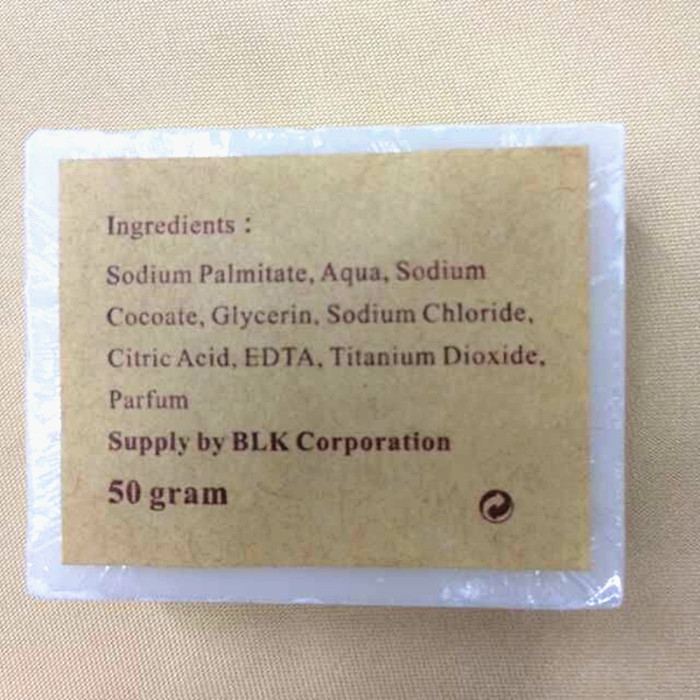 Ingredients :
Sodium Palmitate, Aqua, Sodium
Cocoate, Glycerin, Sodium Chloride,
Citric Acid, EDTA, Titanium Dioxide,
Parfum
Supply by BLK Corporation
50 gram